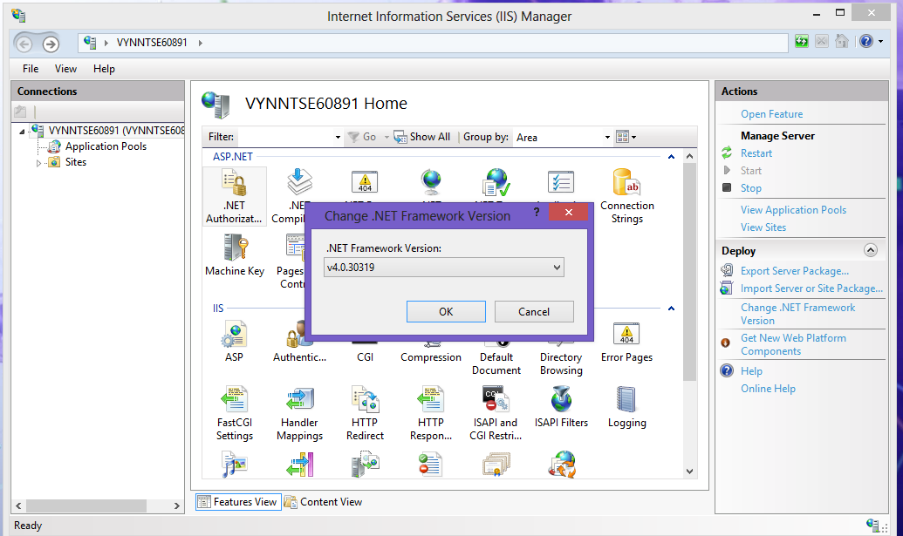 Internet Information Services (IIS) Manager
VYNNTSE60891
File View Help
Connections
VYNNTSE60891 (VYNNTSE608
Application Pools
Sites
VYNNTSE60891 Home
Filter: Go Show All Group by: Area
ASP.NET
.NET Authorizat...
.NET
Connection Strings
Machine Key
Change .NET Framework Version
.NET Framework Version:
v4.0.30319
OK Cancel
IIS
ASP
Authentic...
CGI
Compression
Default Document
Directory Browsing
Error Pages
FastCGI Settings
Handler Mappings
HTTP Redirect
HTTP Respon...
ISAPI and CGI Restri...
ISAPI Filters
Logging
Features View Content View
Actions
Open Feature
Manage Server
Restart
Start
Stop
View Application Pools
View Sites
Deploy
Export Server Package...
Import Server or Site Package...
Change .NET Framework
Version
Get New Web Platform
Components
Help
Online Help
Ready